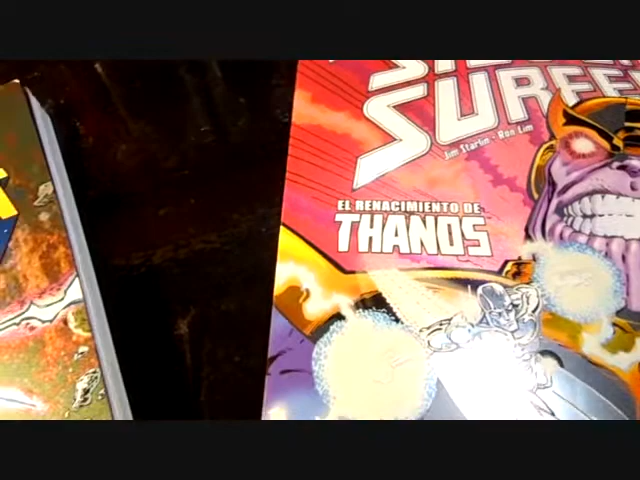 SURFE
Jim Starlin - Ron Lim
EL RENACIMIENTO DE
THANOS